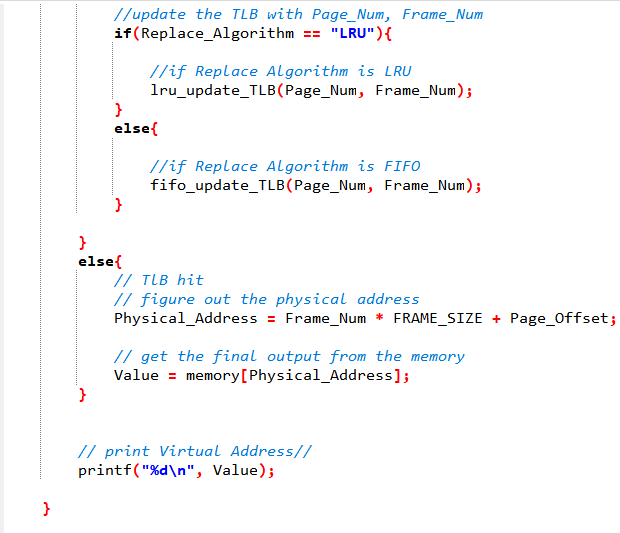 //update the TLB with Page_Num, Frame_Num
if(Replace_Algorithm == "LRU"){
//if Replace Algorithm is LRU
lru_update_TLB(Page_Num, Frame_Num);
}
else{
//if Replace Algorithm is FIFO
fifo_update_TLB(Page_Num, Frame_Num);
}
}
else{
// TlB hit
// figure out the physical address
Physical_Address = Frame_Num * FRAME_SIZE + Page_Offset;
// get the final output from the memory
Value = memory[Physical_Address];
}
// print Virtual Address//
printf("%d\n", Value);
}